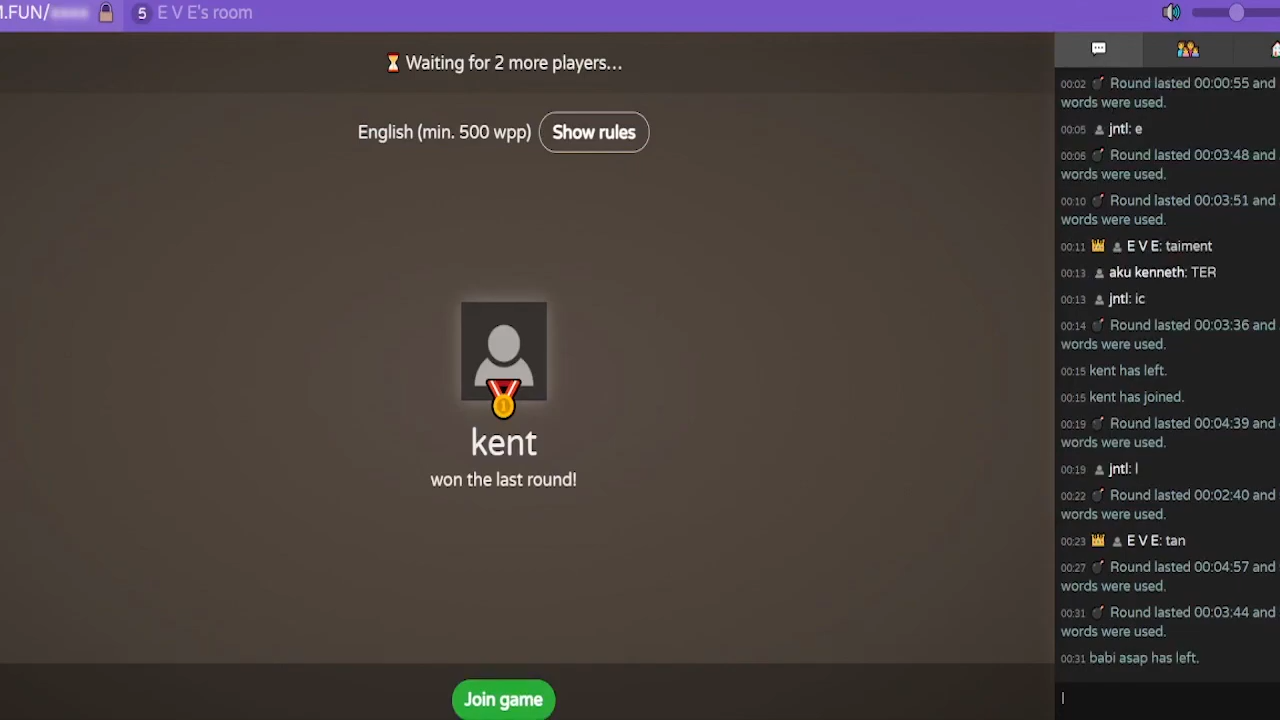 M.FUN/
5 E V E's room
Waiting for 2 more players...
English (min. 500 wpp) Show rules
1
kent
won the last round!
Join game
00:02 Round lasted 00:00:55 and
words were used.
00:05 jntl: e
00:06 Round lasted 00:03:48 and
words were used.
00:10 Round lasted 00:03:51 and
words were used.
00:11 E V E: taiment
00:13 aku kenneth: TER
00:13 jntl: ic
00:14 Round lasted 00:03:36 and
words were used.
00:15 kent has left.
00:15 kent has joined.
00:19 Round lasted 00:04:39 and
words were used.
00:19 jntl: l
00:22 Round lasted 00:02:40 and
words were used.
00:23 E V E: tan
00:27 Round lasted 00:04:57 and
words were used.
00:31 Round lasted 00:03:44 and
words were used.
00:31 babi asap has left.